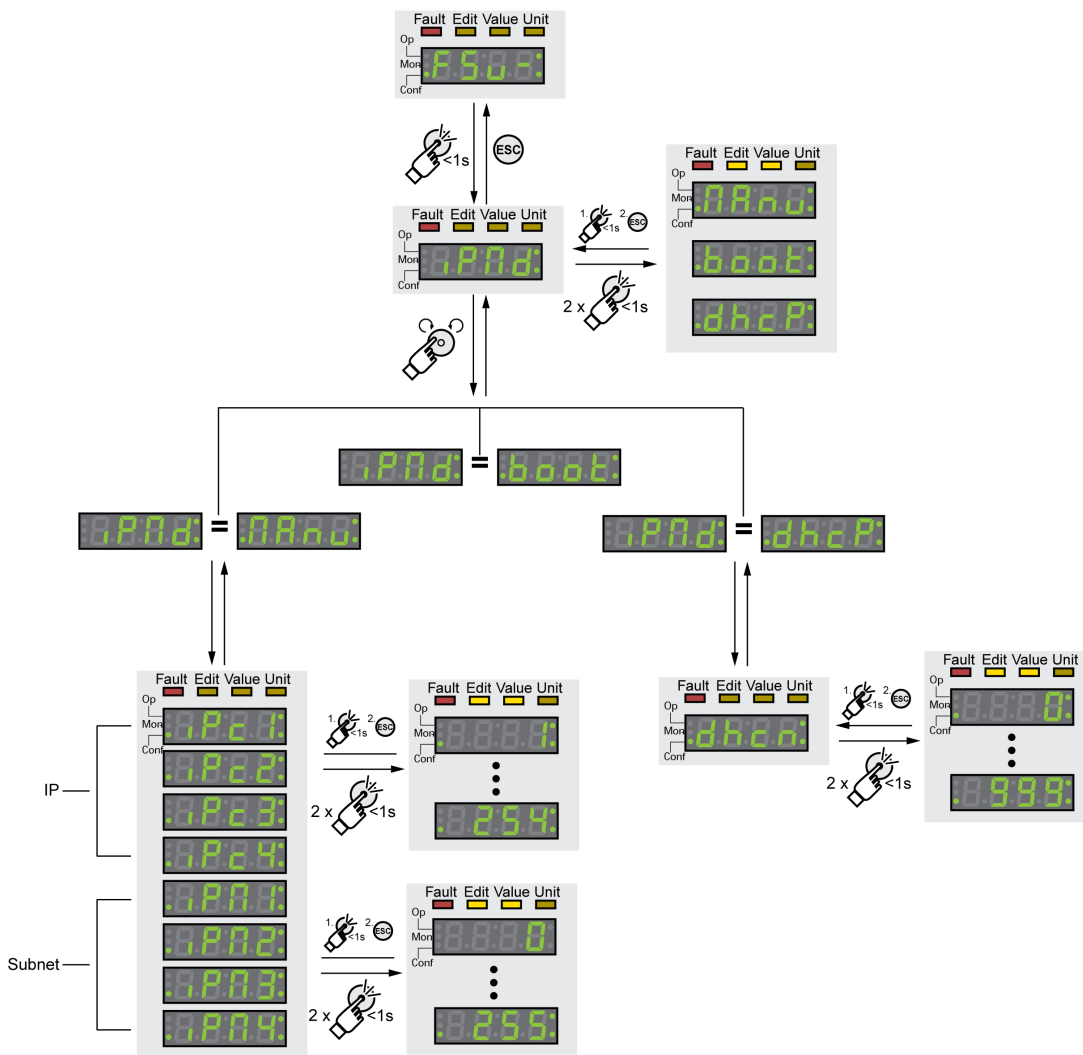 Fault Edit Value Unit
Op
Mon
Conf
FSu-
<1s
ESC
Fault Edit Value Unit
Op
Mon
Conf
iPMd
1. <1s 2. ESC
2 x <1s
Fault Edit Value Unit
Op
Mon
Conf
MAnu
boot
dhcP
iPMd = boot
iPMd = MAnu
iPMd = dhcP
Fault Edit Value Unit
Op
Mon
Conf
iPc1
iPc2
iPc3
iPc4
iPM1
iPM2
iPM3
iPM4
IP
Subnet
1. <1s 2. ESC
2 x <1s
Fault Edit Value Unit
Op
Mon
Conf
1
254
1. <1s 2. ESC
2 x <1s
Fault Edit Value Unit
Op
Mon
Conf
0
255
Fault Edit Value Unit
Op
Mon
Conf
dhcn
1. <1s 2. ESC
2 x <1s
Fault Edit Value Unit
Op
Mon
Conf
0
999